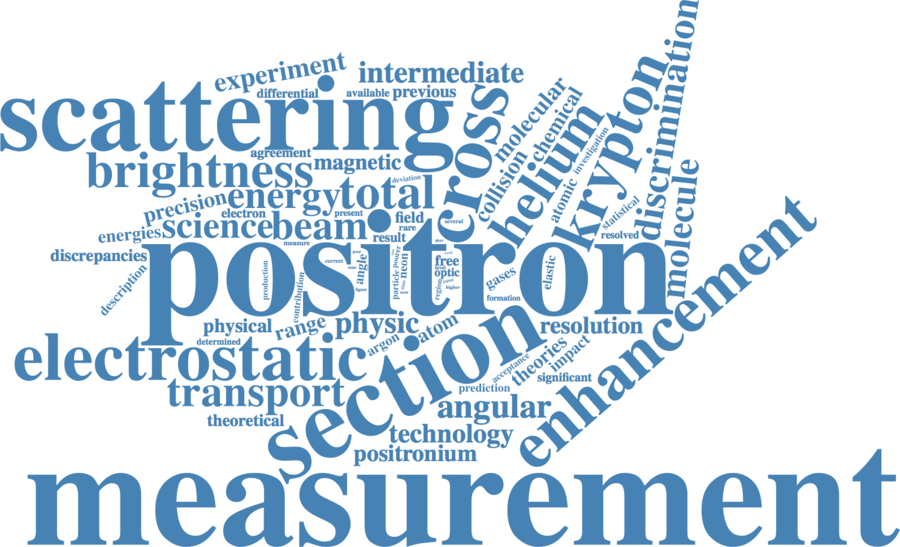 experiment
intermediate
differential
available
previous
scattering
cross
molecular
chemical
collision
helium
krypton
discrimination
investigation
agreement
magnetic
brightness
deviation
energy
total
precision
electron
present
field
rare
several
atomic
statistical
molecule
energies
science
beam
result
resolved
measure
discrepancies
positron
description
production
contribution
current
angle
particle
power
neon
free
optic
region
higher
gases
elastic
formation
enhancement
physical
range
physic
atom
resolution
determined
argon
section
electrostatic
acceptance
theories
impact
significant
prediction
transport
theoretical
angular
technology
positronium
measurement